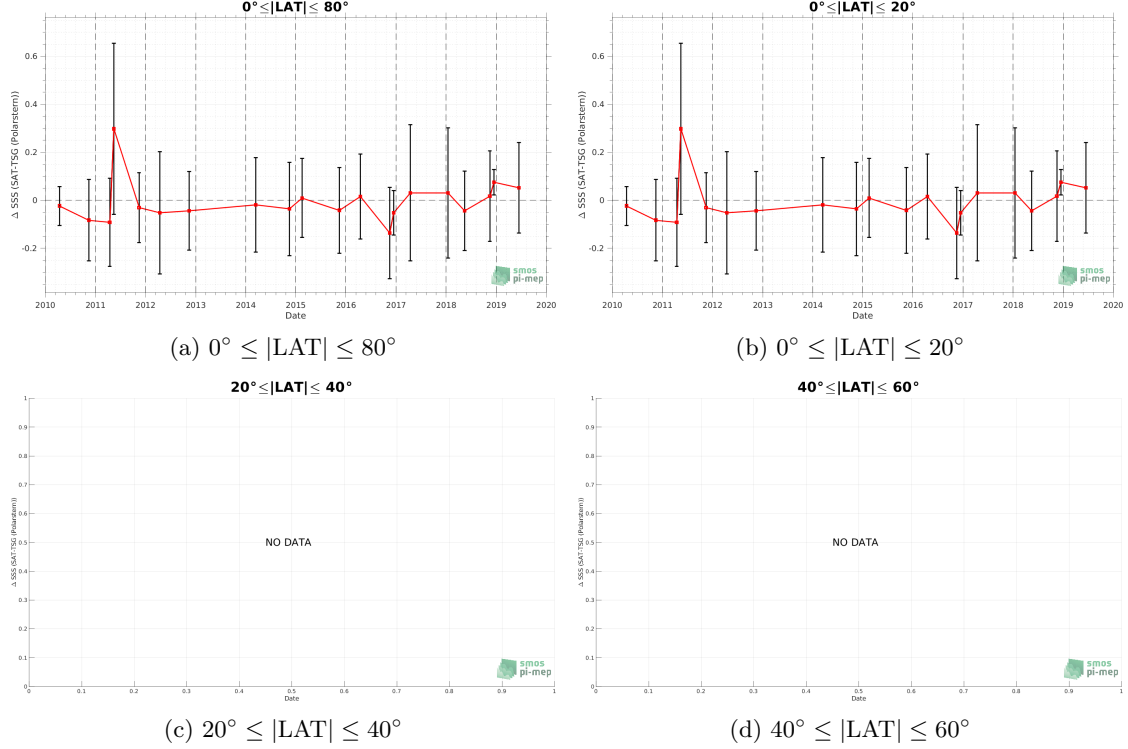 0°≤|LAT|≤ 80°
Δ SSS (SAT-TSG (Polarstern))
0.6
0.4
0.2
0
-0.2
2010 2011 2012 2013 2014 2015 2016 2017 2018 2019 2020
Date
smos
pi-mep
(a) 0° ≤ |LAT| ≤ 80°
0°≤|LAT|≤ 20°
Δ SSS (SAT-TSG (Polarstern))
0.6
0.4
0.2
0
-0.2
2010 2011 2012 2013 2014 2015 2016 2017 2018 2019 2020
Date
smos
pi-mep
(b) 0° ≤ |LAT| ≤ 20°
20°≤|LAT|≤ 40°
Δ SSS (SAT-TSG (Polarstern))
1
0.9
0.8
0.7
0.6
0.5
0.4
0.3
0.2
0.1
0
NO DATA
0 0.1 0.2 0.3 0.4 0.5 0.6 0.7 0.8 0.9 1
Date
smos
pi-mep
(c) 20° ≤ |LAT| ≤ 40°
40°≤|LAT|≤ 60°
Δ SSS (SAT-TSG (Polarstern))
1
0.9
0.8
0.7
0.6
0.5
0.4
0.3
0.2
0.1
0
NO DATA
0 0.1 0.2 0.3 0.4 0.5 0.6 0.7 0.8 0.9 1
Date
smos
pi-mep
(d) 40° ≤ |LAT| ≤ 60°